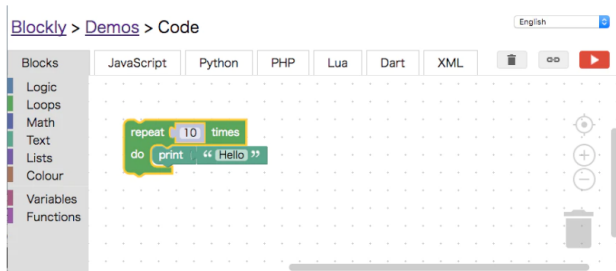 English
Blockly > Demos > Code
Blocks JavaScript Python PHP Lua Dart XML
Logic
Loops
Math
Text
Lists
Colour
Variables
Functions
repeat 10 times
do print “ Hello ”